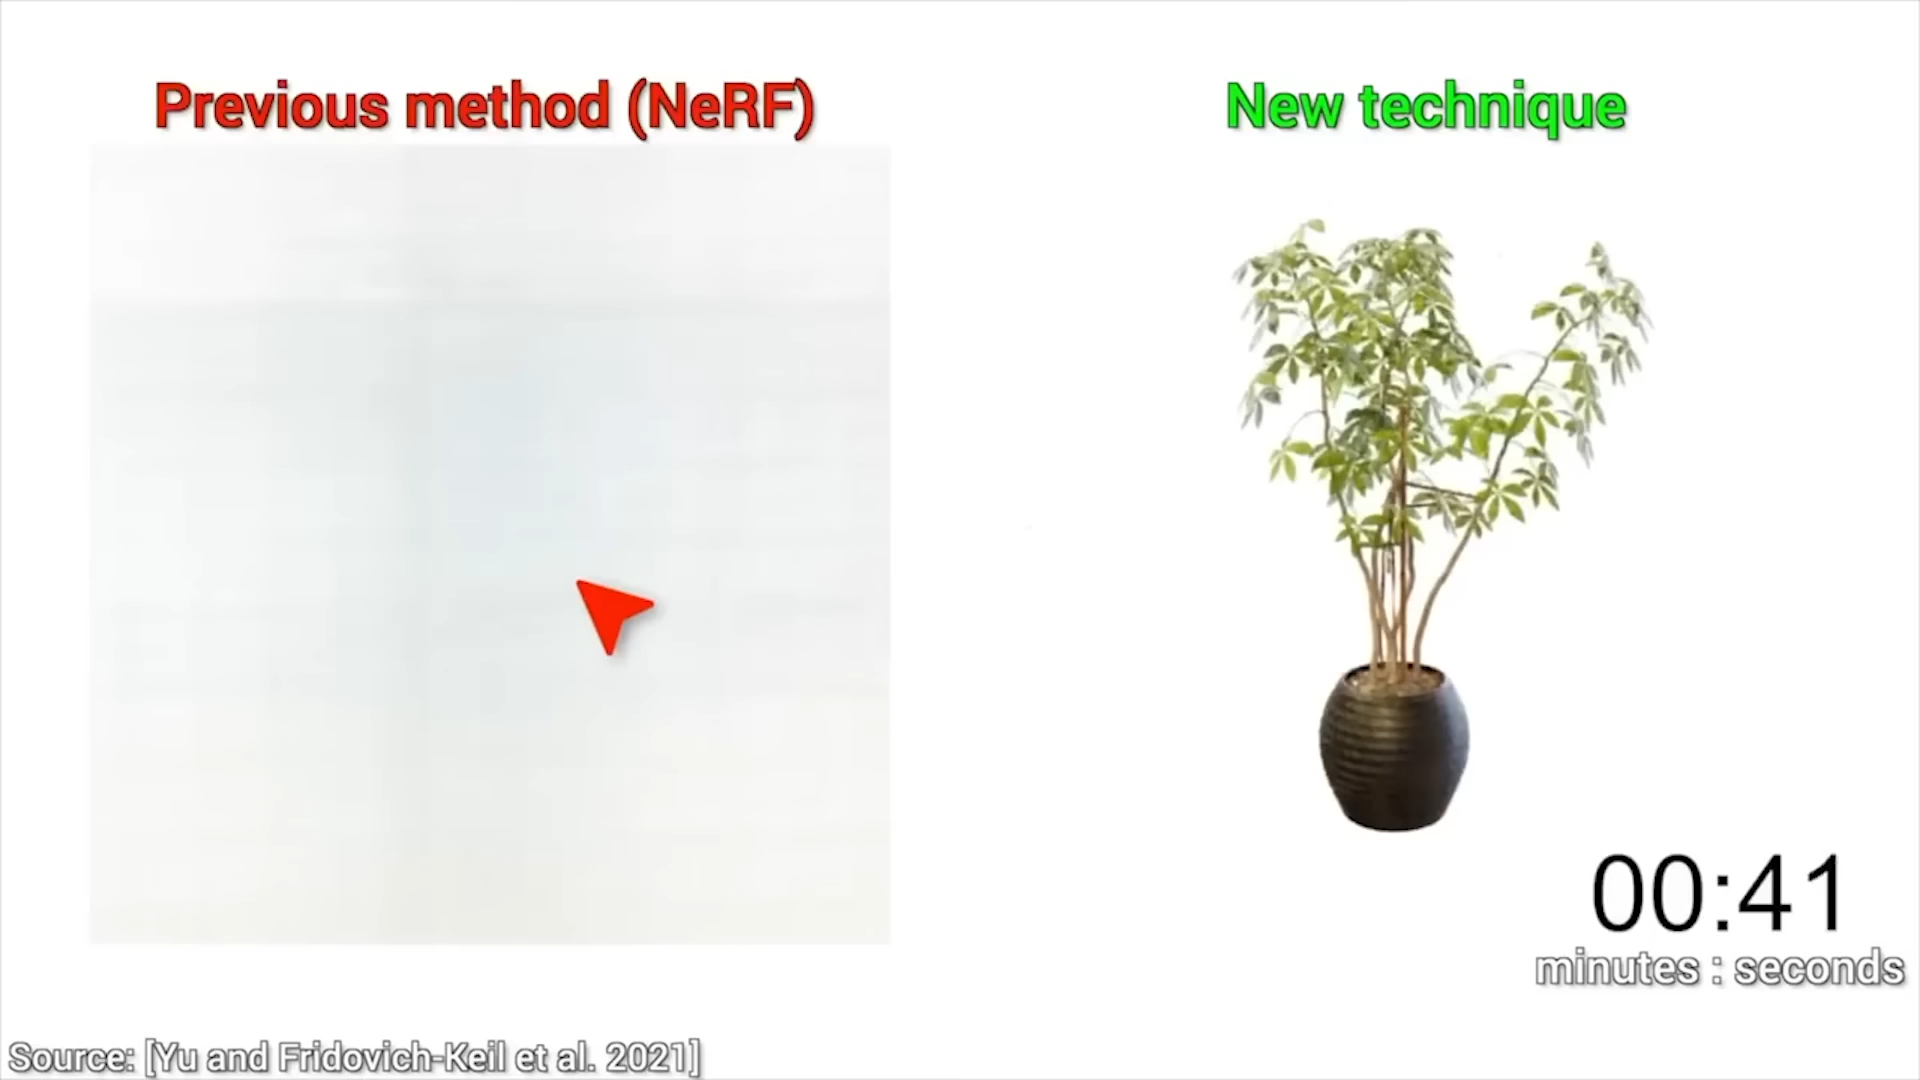 Previous method (NeRF)
New technique
00:41
minutes : seconds
Source: [Yu and Fridovich-Keil et al. 2021]